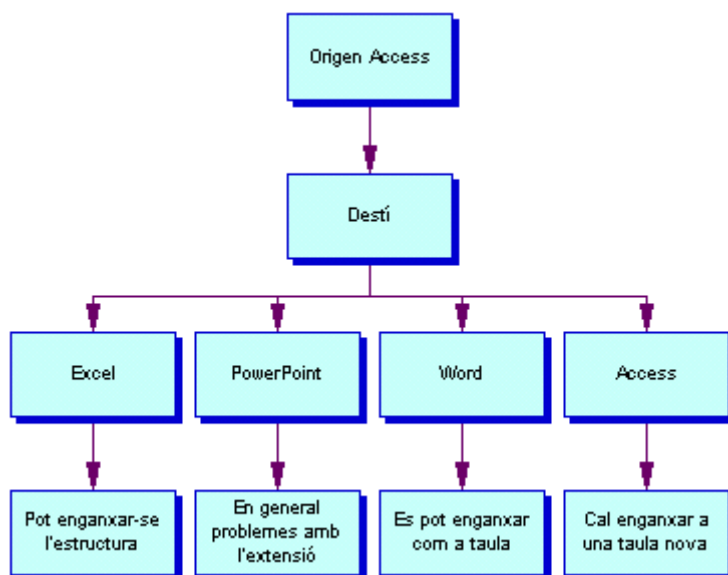 Origen Access
Destí
Excel
PowerPoint
Word
Access
Pot enganxar-se
l'estructura
En general
problemes amb
l'extensió
Es pot enganxar
com a taula
Cal enganxar a
una taula nova